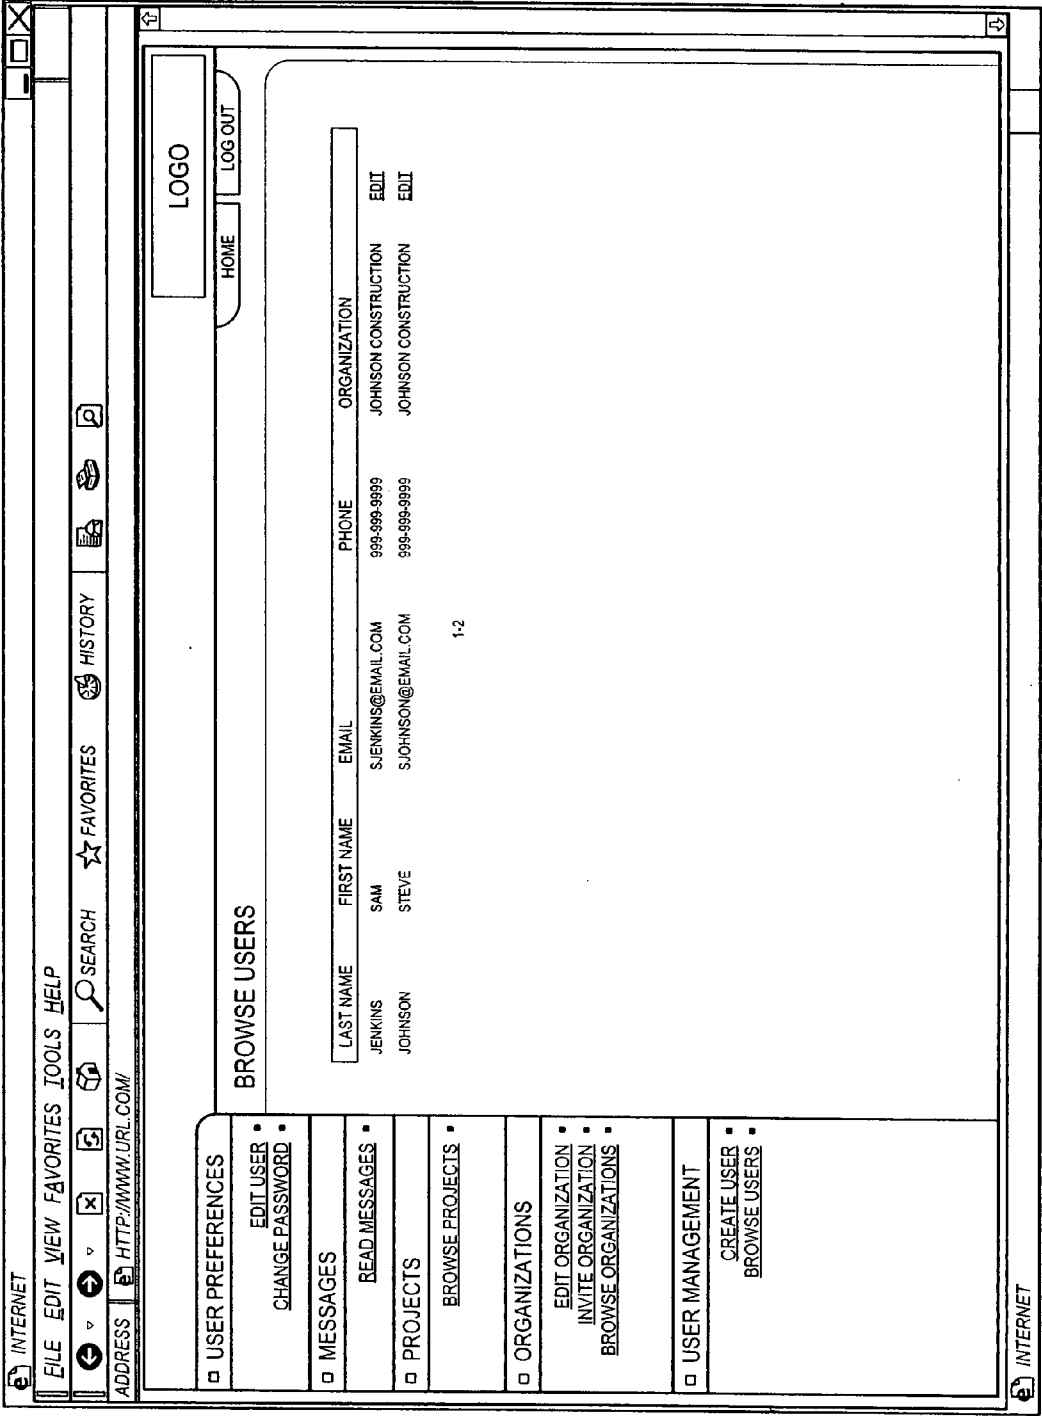 INTERNET
FILE EDIT VIEW FAVORITES TOOLS HELP
SEARCH FAVORITES HISTORY
ADDRESS HTTP://WWW.URL.COM/
LOGO
HOME LOG OUT
USER PREFERENCES
EDIT USER
CHANGE PASSWORD
MESSAGES
READ MESSAGES
PROJECTS
BROWSE PROJECTS
ORGANIZATIONS
EDIT ORGANIZATION
INVITE ORGANIZATION
BROWSE ORGANIZATIONS
USER MANAGEMENT
CREATE USER
BROWSE USERS
BROWSE USERS
LAST NAME FIRST NAME EMAIL PHONE ORGANIZATION
JENKINS SAM SJENKINS@EMAIL.COM 999-999-9999 JOHNSON CONSTRUCTION EDIT
JOHNSON STEVE SJOHNSON@EMAIL.COM 999-999-9999 JOHNSON CONSTRUCTION EDIT
1-2
INTERNET